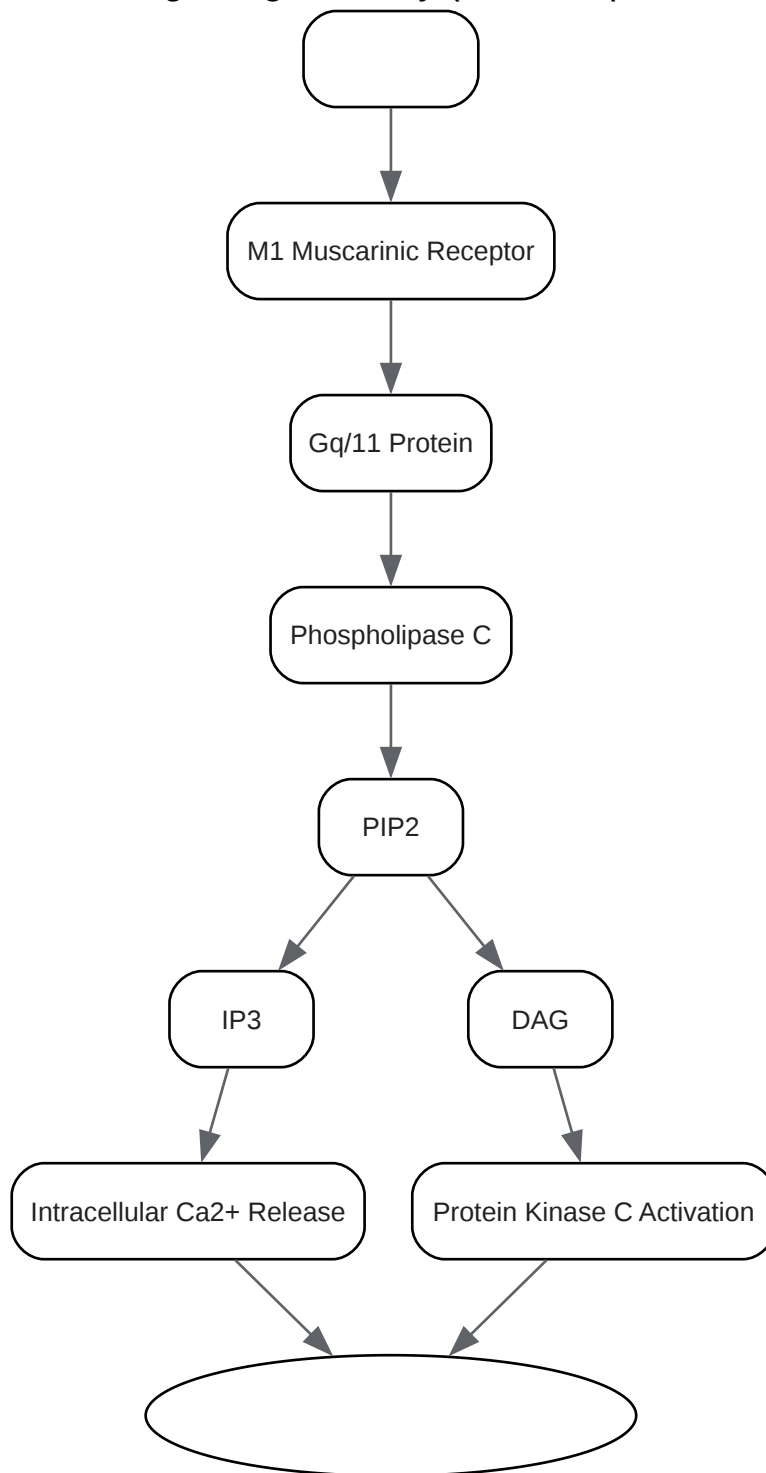 M1 Muscarinic Receptor
Gq/11 Protein
Phospholipase C
PIP2
IP3
DAG
Intracellular Ca2+ Release
Protein Kinase C Activation